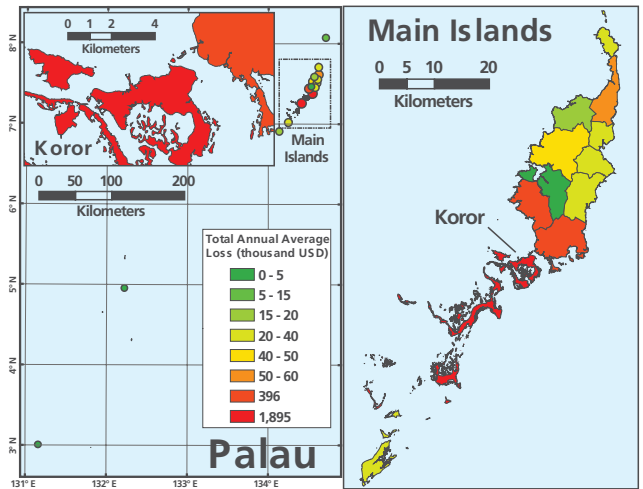 0 1 2 4
Kilometers
Koror
8° N
7° N
6° N
5° N
4° N
3° N
Main
Islands
0 50 100 200
Kilometers
Total Annual Average
Loss (thousand USD)
0 - 5
5 - 15
15 - 20
20 - 40
40 - 50
50 - 60
396
1,895
Palau
131° E 132° E 133° E 134° E
Main Islands
0 5 10 20
Kilometers
Koror